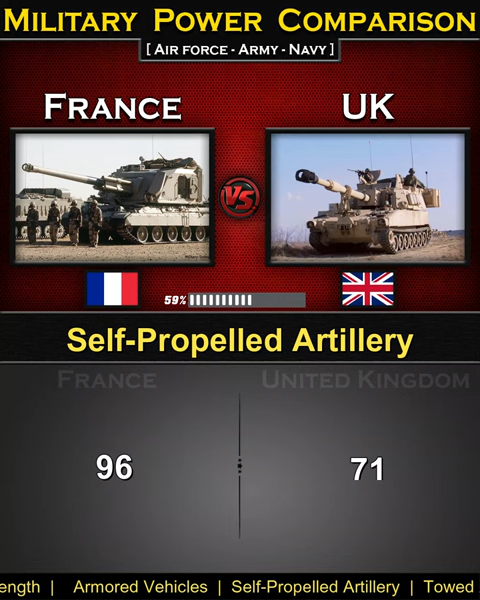 Military Power Comparison
[ Air force - Army - Navy ]
France
UK
VS
59%
Self-Propelled Artillery
France
United Kingdom
96
71
ength | Armored Vehicles | Self-Propelled Artillery | Towed